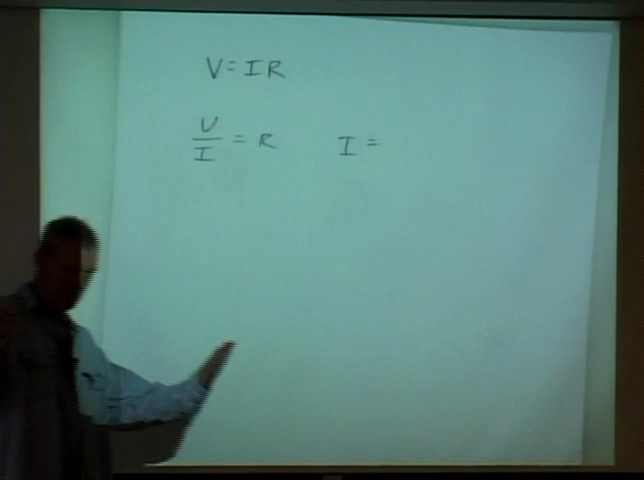 V = IR
V/I = R I =